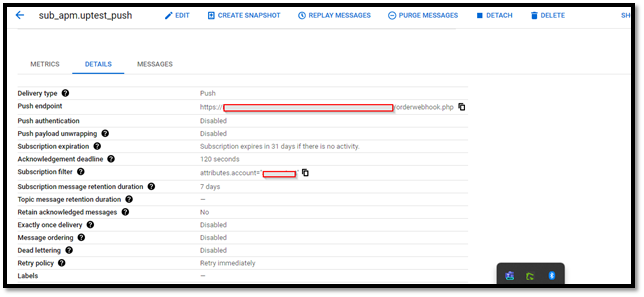 sub_apm.uptest_push EDIT CREATE SNAPSHOT REPLAY MESSAGES PURGE MESSAGES DETACH DELETE SH
METRICS DETAILS MESSAGES
Delivery type Push
Push endpoint https:// /orderwebhook.php
Push authentication Disabled
Push payload unwrapping Disabled
Subscription expiration Subscription expires in 31 days if there is no activity.
Acknowledgement deadline 120 seconds
Subscription filter attributes.account="
Subscription message retention duration 7 days
Topic message retention duration —
Retain acknowledged messages No
Exactly once delivery Disabled
Message ordering Disabled
Dead lettering Disabled
Retry policy Retry immediately
Labels —